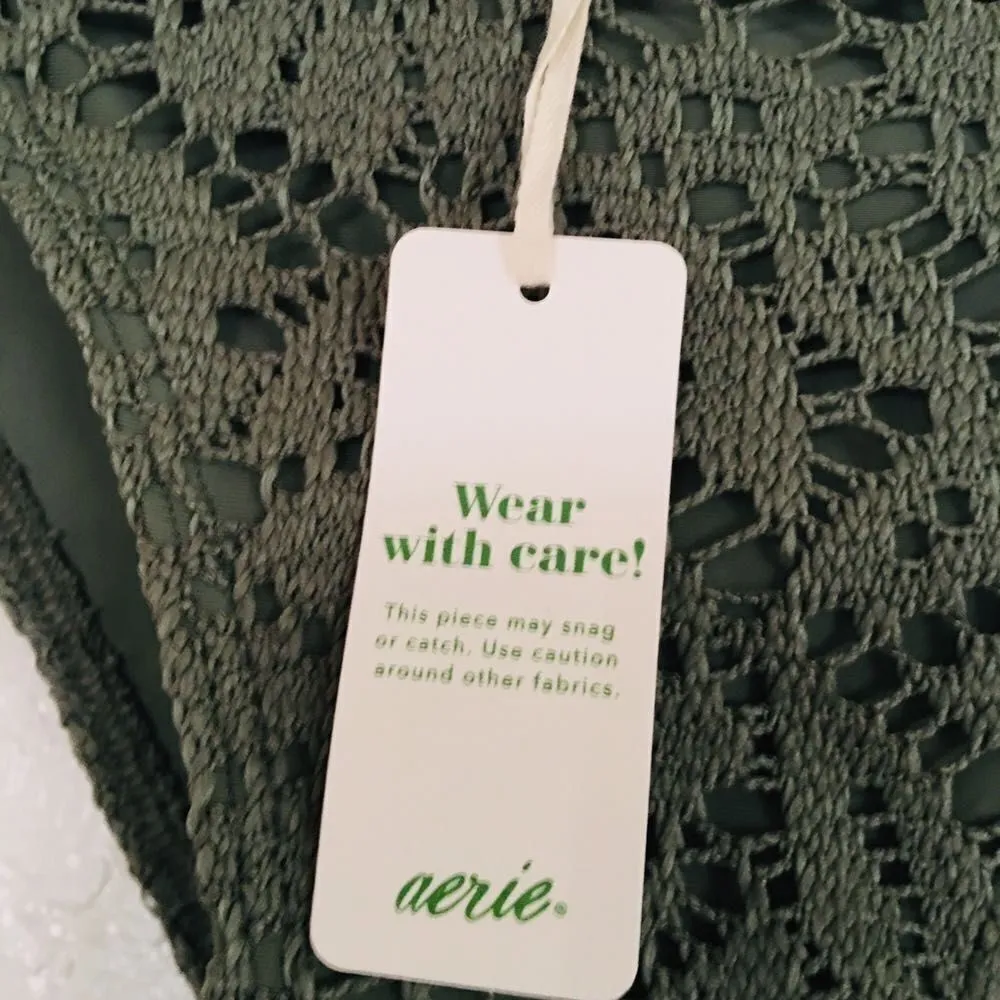 Wear
with care!
This piece may snag
or catch. Use caution
around other fabrics.
aerie®